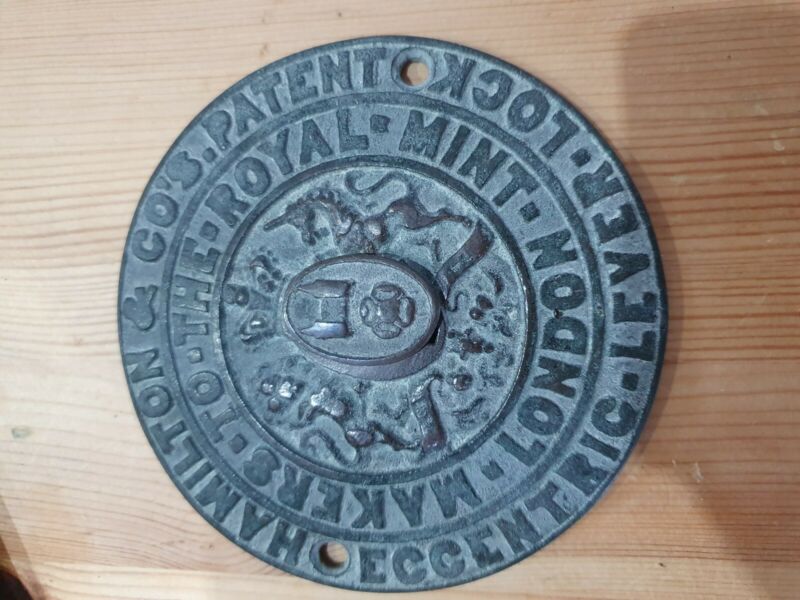 HAMILTON & CO'S. PATENT
ECCENTRIC · LEVER · LOCK
MAKERS · TO · THE · ROYAL · MINT · LONDON